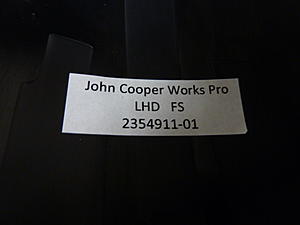 John Cooper Works Pro
LHD FS
2354911-01